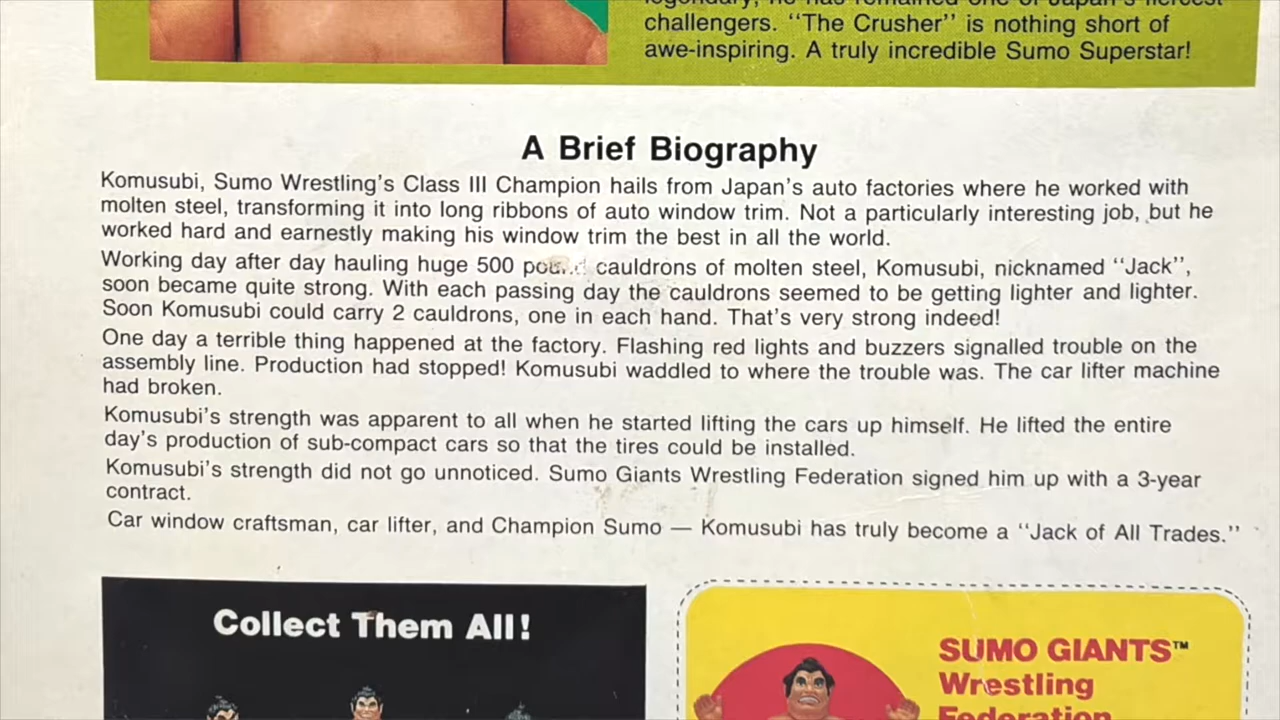 challengers. “The Crusher” is nothing short of
awe-inspiring. A truly incredible Sumo Superstar!
A Brief Biography
Komusubi, Sumo Wrestling's Class III Champion hails from Japan's auto factories where he worked with
molten steel, transforming it into long ribbons of auto window trim. Not a particularly interesting job, but he
worked hard and earnestly making his window trim the best in all the world.
Working day after day hauling huge 500 cauldrons of molten steel, Komusubi, nicknamed “Jack”,
soon became quite strong. With each passing day the cauldrons seemed to be getting lighter and lighter.
Soon Komusubi could carry 2 cauldrons, one in each hand. That's very strong indeed!
One day a terrible thing happened at the factory. Flashing red lights and buzzers signalled trouble on the
assembly line. Production had stopped! Komusubi waddled to where the trouble was. The car lifter machine
had broken.
Komusubi's strength was apparent to all when he started lifting the cars up himself. He lifted the entire
day's production of sub-compact cars so that the tires could be installed.
Komusubi's strength did not go unnoticed. Sumo Giants Wrestling Federation signed him up with a 3-year
contract.
Car window craftsman, car lifter, and Champion Sumo — Komusubi has truly become a “Jack of All Trades.”
Collect Them All!
SUMO GIANTS™
Wrestling
Federation